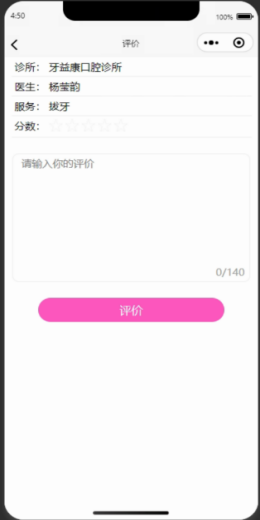 4:50
100%
评价
诊所： 牙益康口腔诊所
医生： 杨莹韵
服务： 拔牙
分数：
请输入你的评价
0/140
评价